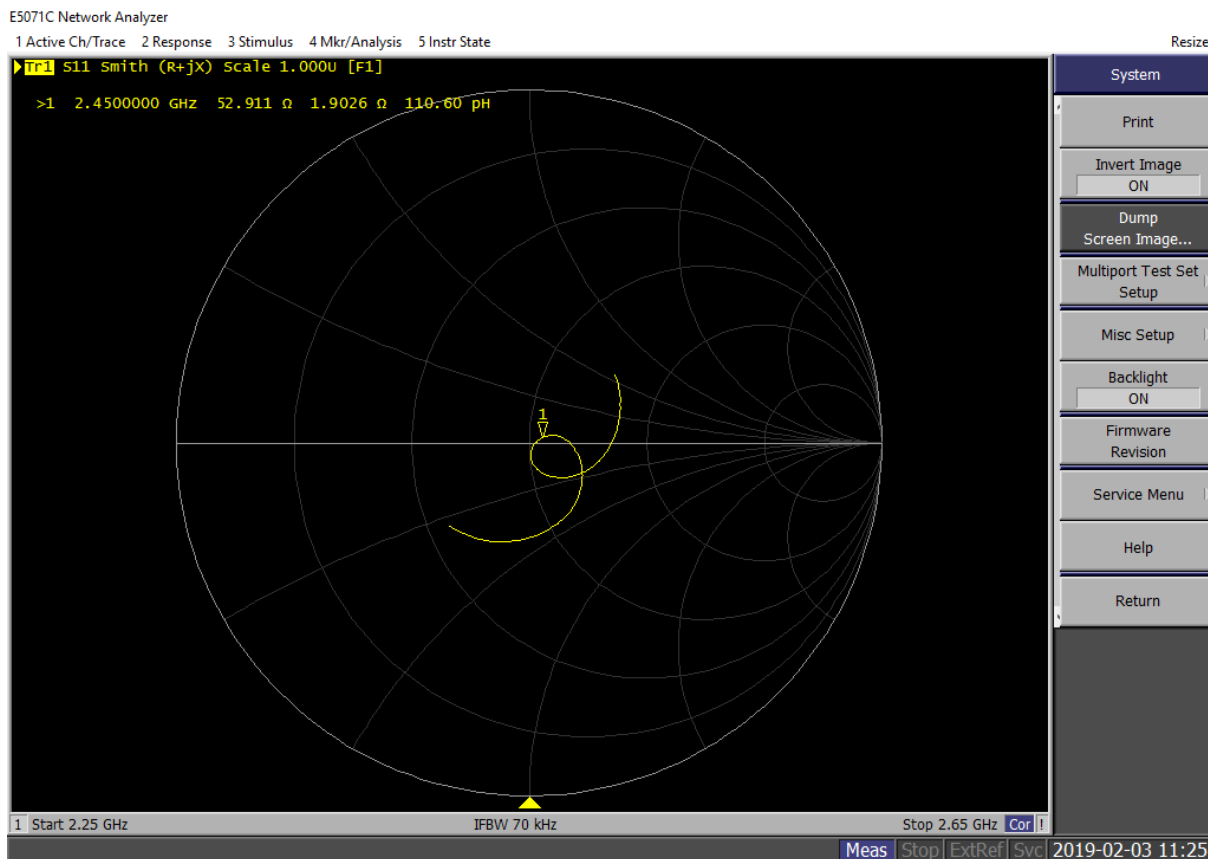 E5071C Network Analyzer
1 Active Ch/Trace 2 Response 3 Stimulus 4 Mkr/Analysis 5 Instr State Resize
Tr1 S11 Smith (R+jX) Scale 1.000U [F1]
>1 2.4500000 GHz 52.911 Ω 1.9026 Ω 110.60 pH
1
System
Print
Invert Image
ON
Dump
Screen Image...
Multiport Test Set
Setup
Misc Setup
Backlight
ON
Firmware
Revision
Service Menu
Help
Return
1 Start 2.25 GHz IFBW 70 kHz Stop 2.65 GHz Cor !
Meas Stop ExtRef Svc 2019-02-03 11:25